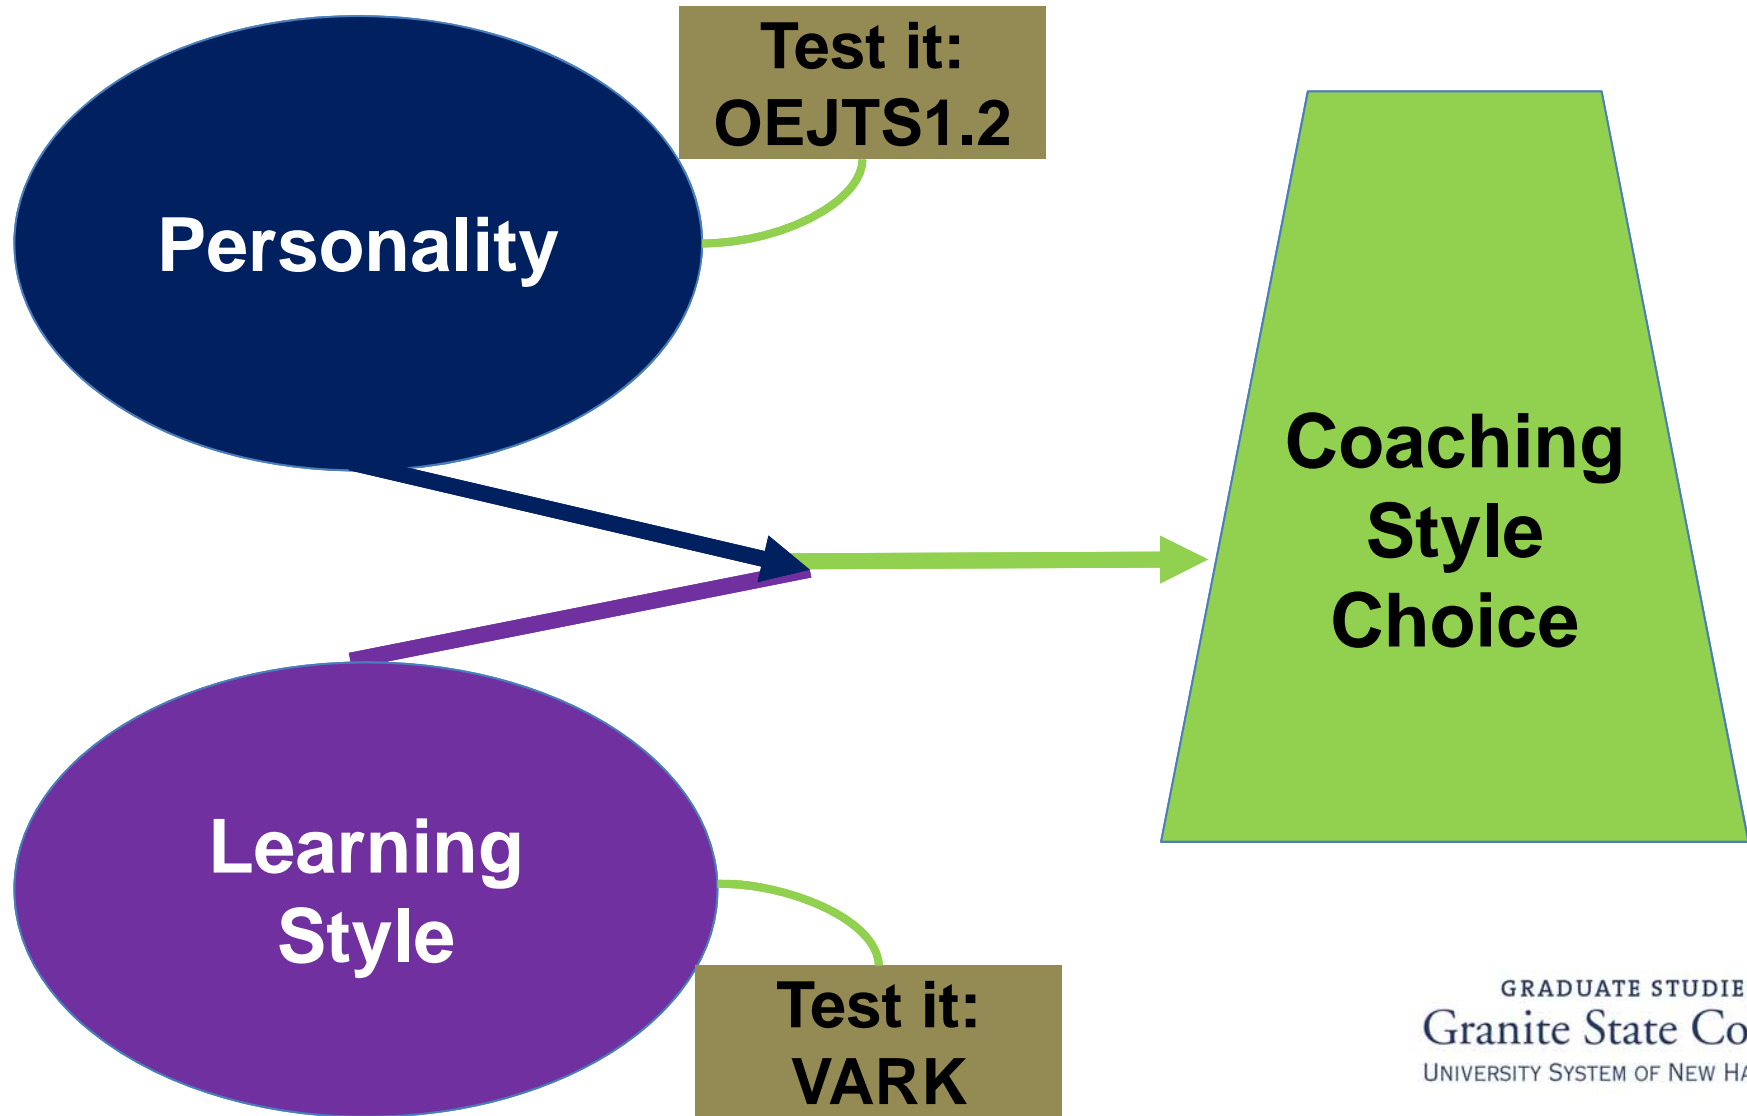 Test it:
OEJTS1.2
Personality
Coaching
Style
Choice
Learning
Style
Test it:
VARK
GRADUATE STUDIE
Granite State Co
UNIVERSITY SYSTEM OF NEW HA